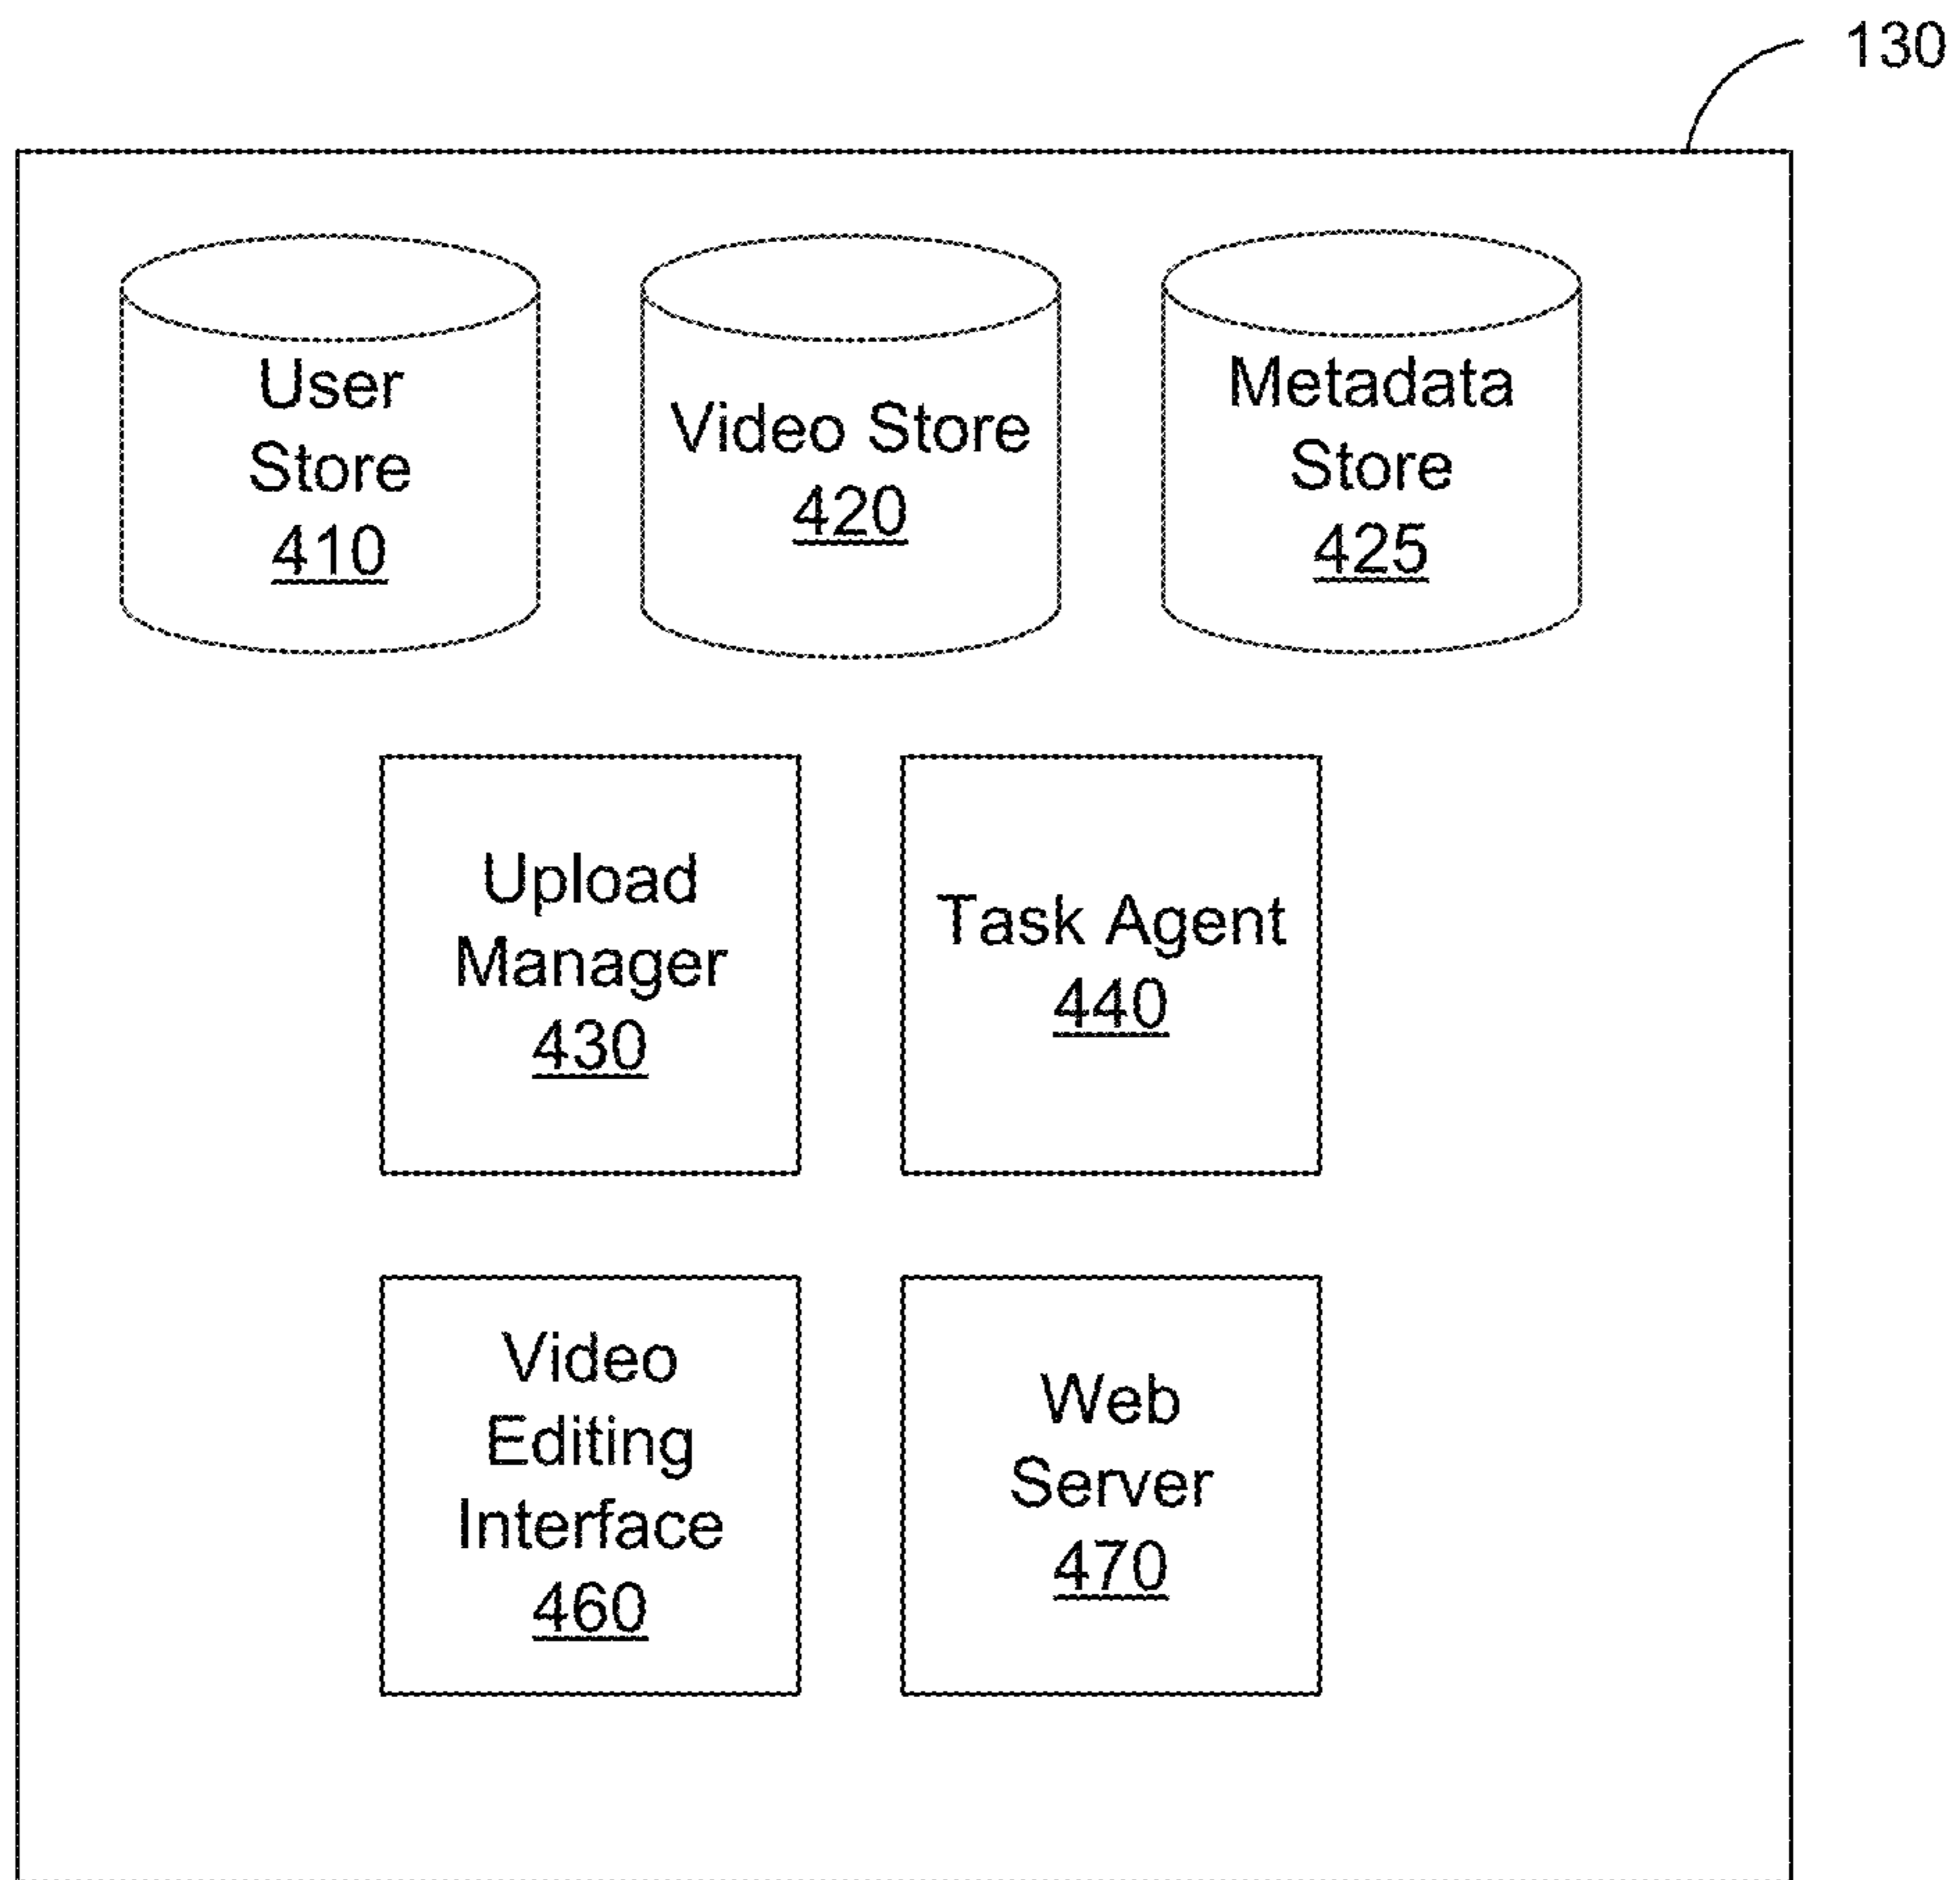 130
User
Store
410
Video Store
420
Metadata
Store
425
Upload
Manager
430
Task Agent
440
Video
Editing
Interface
460
Web
Server
470